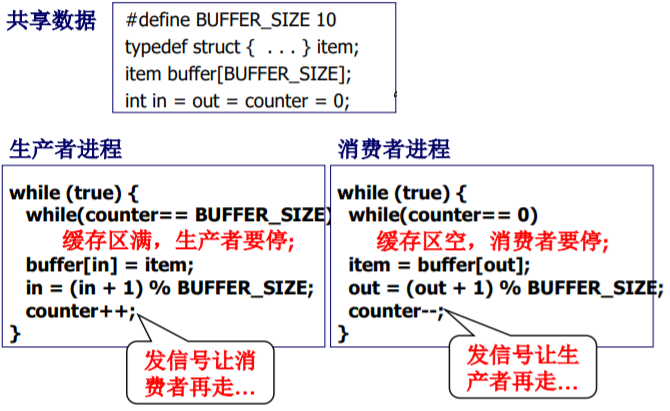 共享数据
#define BUFFER_SIZE 10
typedef struct { ... } item;
item buffer[BUFFER_SIZE];
int in = out = counter = 0;
生产者进程
while (true) {
while(counter== BUFFER_SIZE)
缓存区满，生产者要停;
buffer[in] = item;
in = (in + 1) % BUFFER_SIZE;
counter++;
}
发信号让消
费者再走...
消费者进程
while (true) {
while(counter== 0)
缓存区空，消费者要停;
item = buffer[out];
out = (out + 1) % BUFFER_SIZE;
counter--;
}
发信号让生
产者再走...